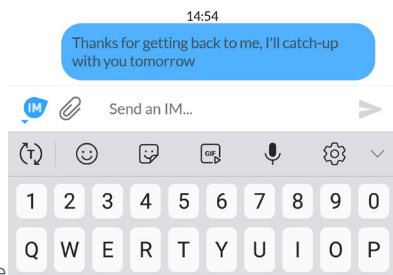 14:54
Thanks for getting back to me, I'll catch-up
with you tomorrow
IM Send an IM...
T GIF
1 2 3 4 5 6 7 8 9 0
Q W E R T Y U I O P
e